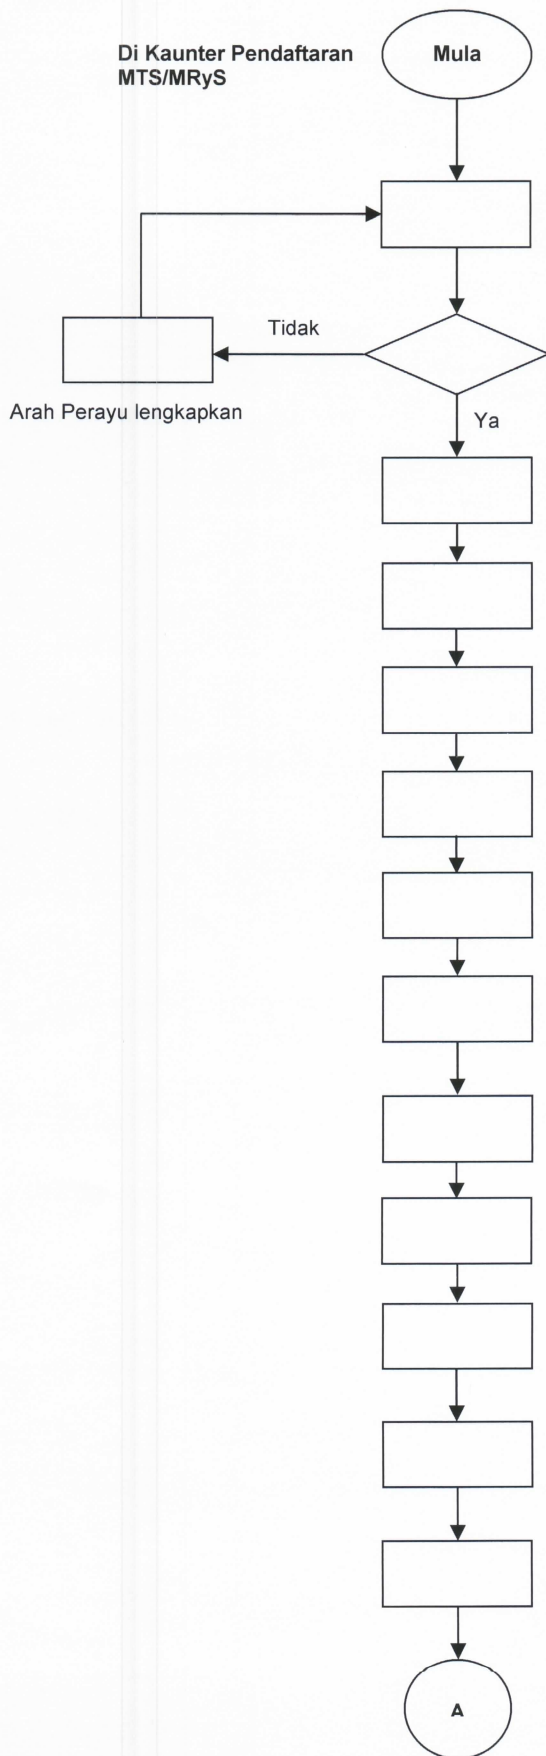 Di Kaunter Pendaftaran
MTS/MRyS
Mula
Tidak
Arah Perayu lengkapkan
Ya
A